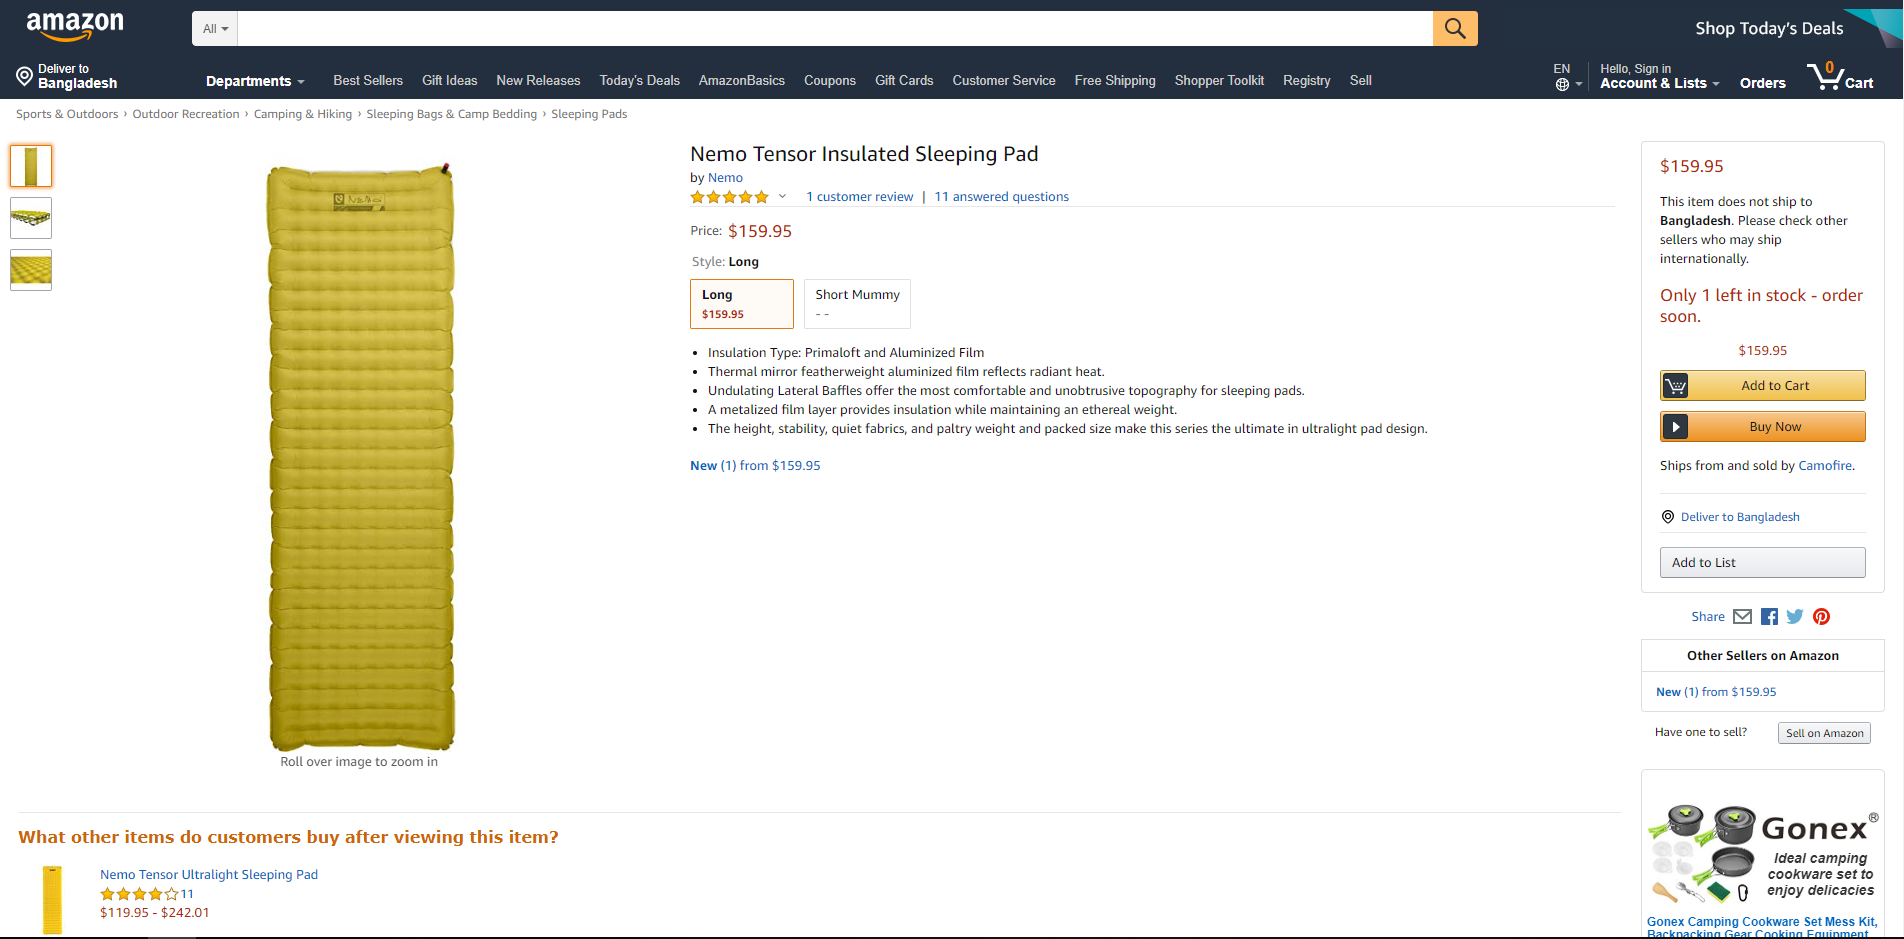 amazon
All
Shop Today's Deals
Deliver to
Bangladesh
Departments
Best Sellers
Gift Ideas
New Releases
Today's Deals
AmazonBasics
Coupons
Gift Cards
Customer Service
Free Shipping
Shopper Toolkit
Registry
Sell
EN
Hello, Sign in
Account & Lists
Orders
0
Cart
Sports & Outdoors › Outdoor Recreation › Camping & Hiking › Sleeping Bags & Camp Bedding › Sleeping Pads
Nemo
Roll over image to zoom in
Nemo Tensor Insulated Sleeping Pad
by Nemo
1 customer review | 11 answered questions
Price: $159.95
Style: Long
Long
$159.95
Short Mummy
- -
• Insulation Type: Primaloft and Aluminized Film
• Thermal mirror featherweight aluminized film reflects radiant heat.
• Undulating Lateral Baffles offer the most comfortable and unobtrusive topography for sleeping pads.
• A metalized film layer provides insulation while maintaining an ethereal weight.
• The height, stability, quiet fabrics, and paltry weight and packed size make this series the ultimate in ultralight pad design.
New (1) from $159.95
$159.95
This item does not ship to
Bangladesh. Please check other
sellers who may ship
internationally.
Only 1 left in stock - order
soon.
$159.95
Add to Cart
Buy Now
Ships from and sold by Camofire.
Deliver to Bangladesh
Add to List
Share
Other Sellers on Amazon
New (1) from $159.95
Have one to sell?
Sell on Amazon
Gonex®
Ideal camping
cookware set to
enjoy delicacies
Gonex Camping Cookware Set Mess Kit,
Backpacking Gear Cooking Equipment
What other items do customers buy after viewing this item?
Nemo Tensor Ultralight Sleeping Pad
11
$119.95 - $242.01